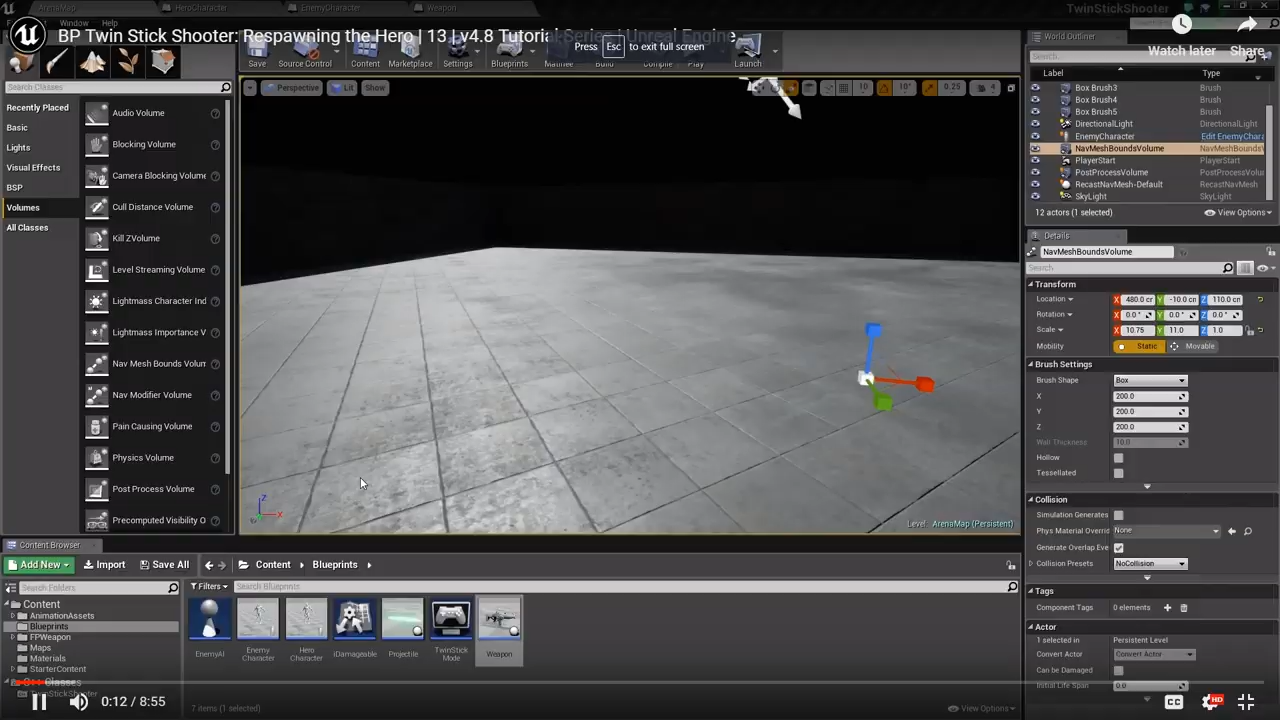 ArenaMap HeroCharacter EnemyCharacter Weapon TwinStickShooter
Window Help
BP Twin Stick Shooter: Respawning the Hero | 13 | v4.8 Tutorial Series | Unreal Engine
Press Esc to exit full screen
Watch later Share
Save Source Control Content Marketplace Settings Blueprints Matinee Build Compile Play Launch
Search Classes
Recently Played
Basic
Lights
Visual Effects
BSP
Volumes
All Classes
Audio Volume
Blocking Volume
Camera Blocking Volume
Cull Distance Volume
Kill ZVolume
Level Streaming Volume
Lightmass Character Ind
Lightmass Importance V
Nav Mesh Bounds Volum
Nav Modifier Volume
Pain Causing Volume
Physics Volume
Post Process Volume
Precomputed Visibility O
Perspective Lit Show 10 10° 0.25 4
Z
X
Level: ArenaMap (Persistent)
World Outliner
Search...
Label Type
Box Brush3 Brush
Box Brush4 Brush
Box Brush5 Brush
DirectionalLight DirectionalLight
EnemyCharacter Edit EnemyChara
NavMeshBoundsVolume NavMeshBoundsV
PlayerStart PlayerStart
PostProcessVolume PostProcessVolu
RecastNavMesh-Default RecastNavMesh
SkyLight SkyLight
12 actors (1 selected) View Options
Details
NavMeshBoundsVolume
Search
Transform
Location X 480.0 cm Y -10.0 cm Z 110.0 cm
Rotation X 0.0 ° Y 0.0 ° Z 0.0 °
Scale X 10.75 Y 11.0 Z 1.0
Mobility Static Movable
Brush Settings
Brush Shape Box
X 200.0
Y 200.0
Z 200.0
Wall Thickness 10.0
Hollow
Tessellated
Collision
Simulation Generates
Phys Material Overri None
Generate Overlap Eve
Collision Presets NoCollision
Tags
Component Tags 0 elements
Actor
1 selected in Persistent Level
Convert Actor Convert Actor
Can be Damaged
Initial Life Span 0.0
Content Browser
Add New Import Save All Content Blueprints
Search Folders
Content
AnimationAssets
Blueprints
FPWeapon
Maps
Materials
StarterContent
C++ Classes
TwinStickShooter
Filters Search Blueprints
EnemyAI
Enemy Character
Hero Character
iDamageable
Projectile
TwinStick Mode
Weapon
7 items (1 selected) View Options
0:12 / 8:55
CC HD